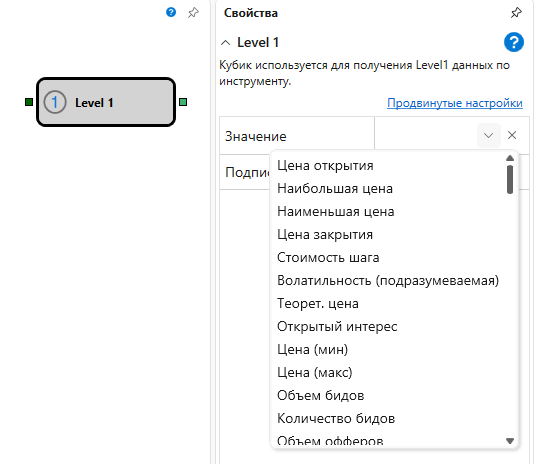 Свойства
1 Level 1
Level 1
Кубик используется для получения Level1 данных по
инструменту.
Продвинутые настройки
Значение
Цена открытия
Наибольшая цена
Наименьшая цена
Цена закрытия
Стоимость шага
Волатильность (подразумеваемая)
Теорет. цена
Открытый интерес
Цена (мин)
Цена (макс)
Объем бидов
Количество бидов
Объем офферов